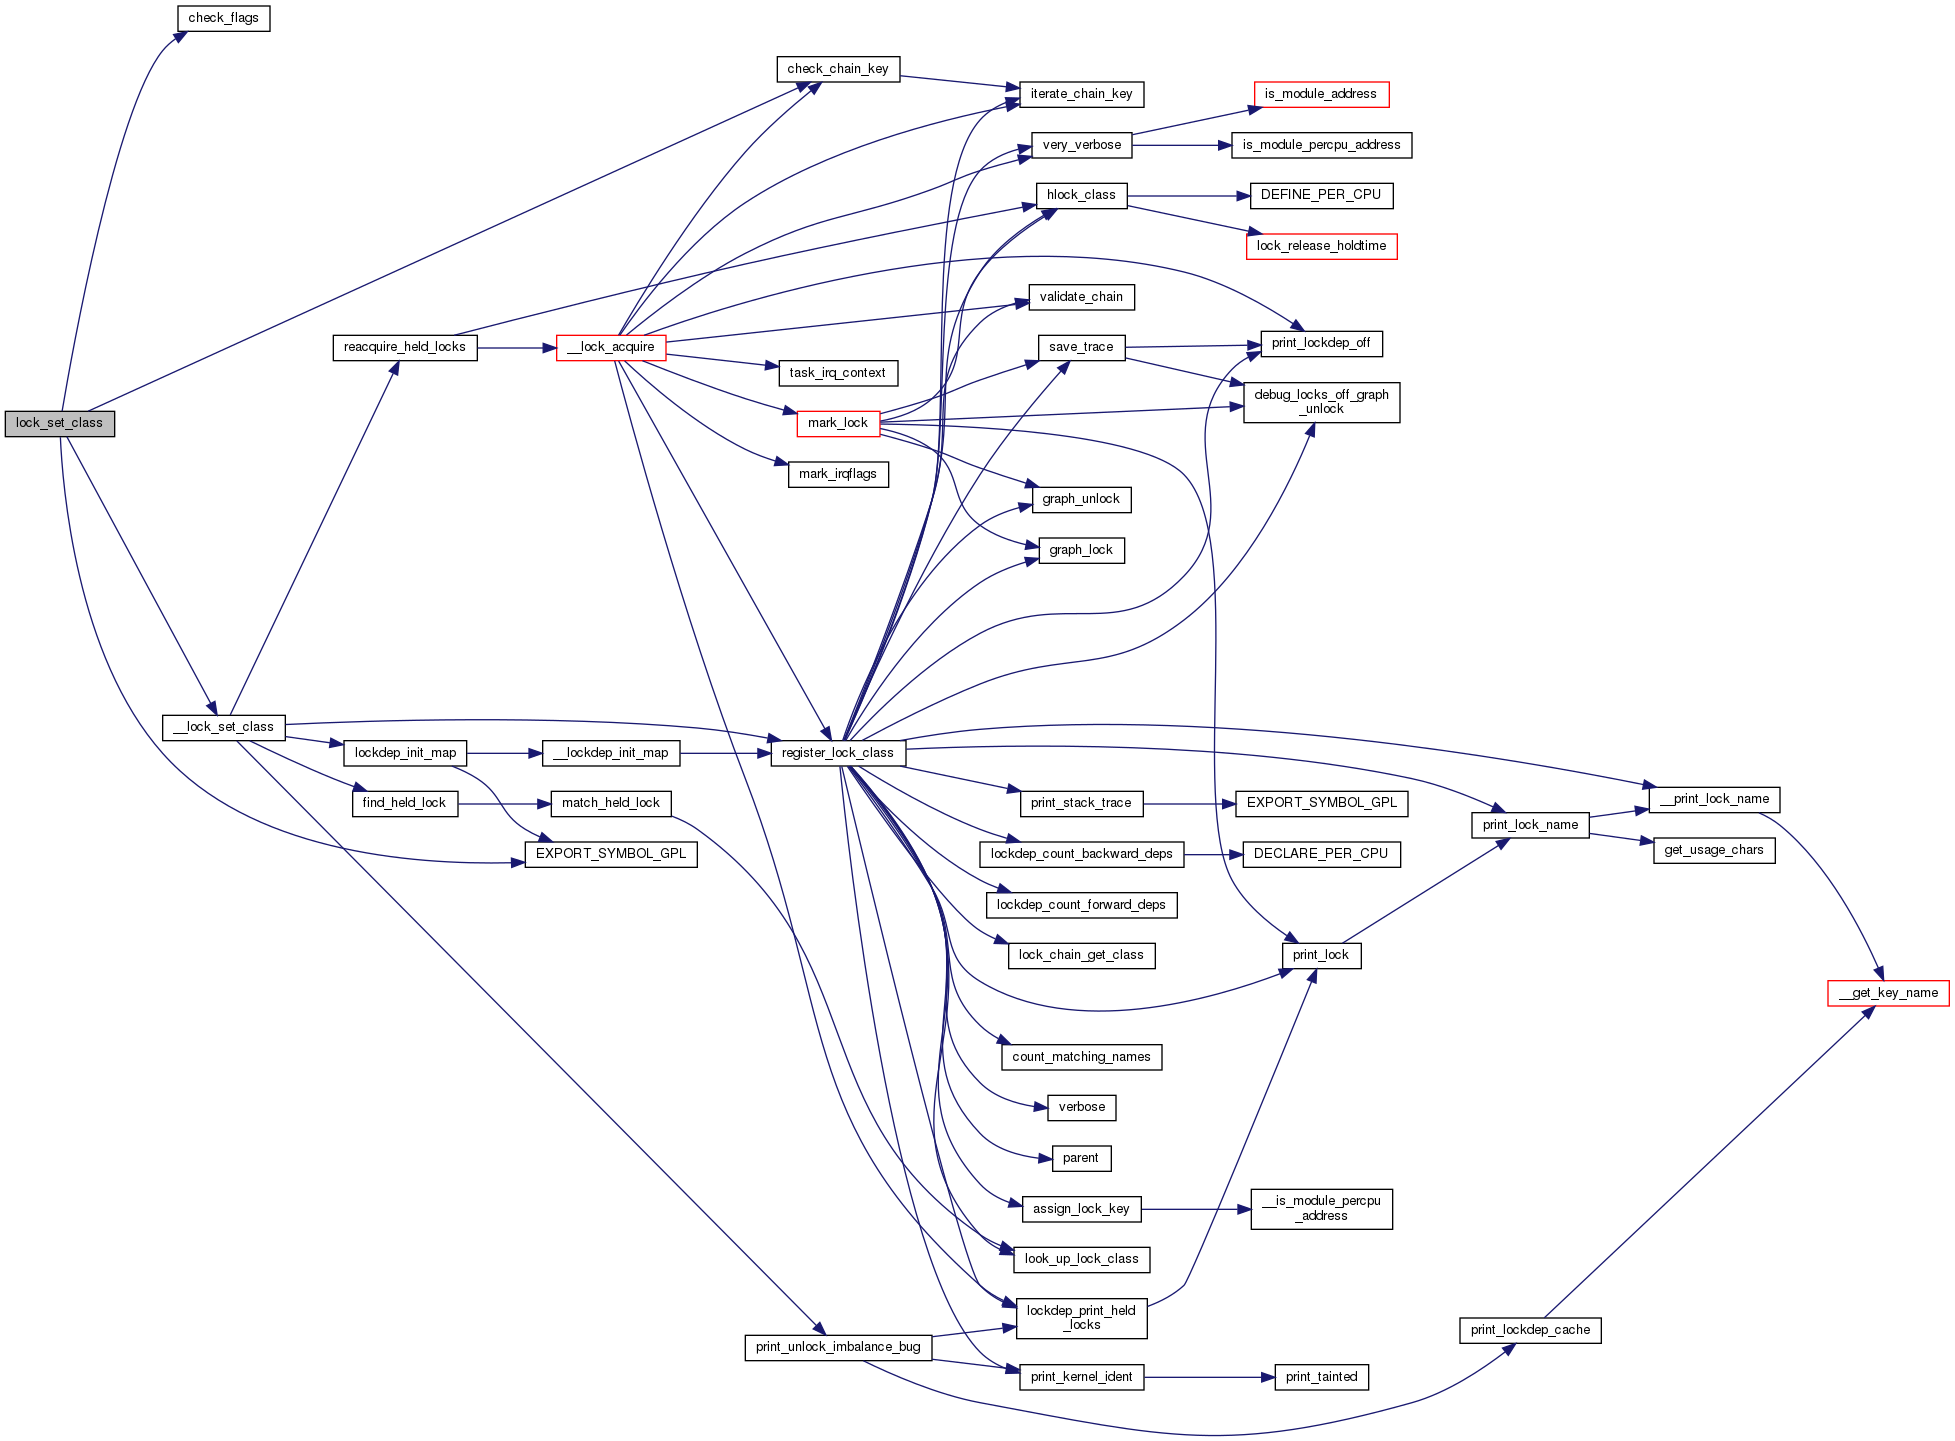 check_flags
check_chain_key
iterate_chain_key
is_module_address
very_verbose
is_module_percpu_address
hlock_class
DEFINE_PER_CPU
lock_release_holdtime
validate_chain
reacquire_held_locks
__lock_acquire
save_trace
print_lockdep_off
task_irq_context
debug_locks_off_graph
_unlock
lock_set_class
mark_lock
mark_irqflags
graph_unlock
graph_lock
__lock_set_class
lockdep_init_map
__lockdep_init_map
register_lock_class
find_held_lock
match_held_lock
print_stack_trace
EXPORT_SYMBOL_GPL
__print_lock_name
print_lock_name
get_usage_chars
EXPORT_SYMBOL_GPL
lockdep_count_backward_deps
DECLARE_PER_CPU
lockdep_count_forward_deps
lock_chain_get_class
print_lock
__get_key_name
count_matching_names
verbose
parent
assign_lock_key
__is_module_percpu
_address
look_up_lock_class
lockdep_print_held
_locks
print_unlock_imbalance_bug
print_lockdep_cache
print_kernel_ident
print_tainted